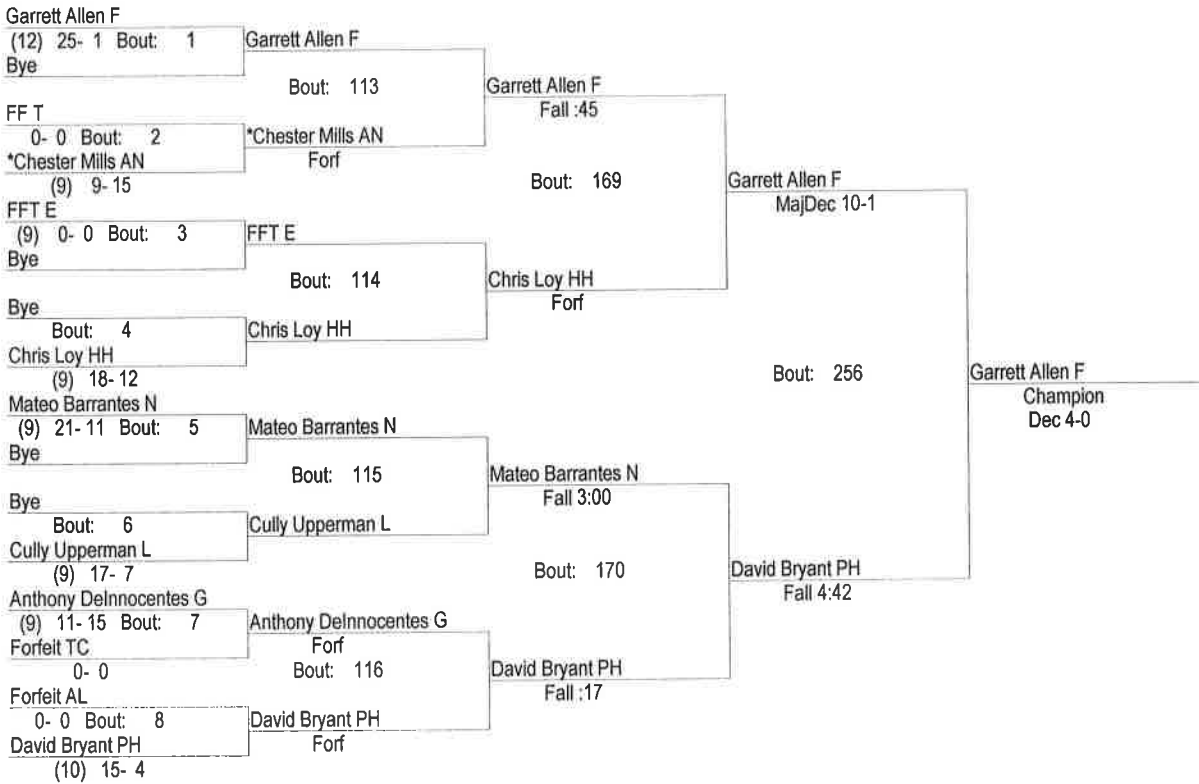 Garrett Allen F
(12) 25- 1 Bout: 1
Bye
FF T
0- 0 Bout: 2
*Chester Mills AN
(9) 9- 15
FFT E
(9) 0- 0 Bout: 3
Bye
Bye
Bout: 4
Chris Loy HH
(9) 18- 12
Mateo Barrantes N
(9) 21- 11 Bout: 5
Bye
Bye
Bout: 6
Cully Upperman L
(9) 17- 7
Anthony DeInnocentes G
(9) 11- 15 Bout: 7
Forfeit TC
0- 0
Forfeit AL
0- 0 Bout: 8
David Bryant PH
(10) 15- 4
Garrett Allen F
Bout: 113
*Chester Mills AN
Forf
FFT E
Bout: 114
Chris Loy HH
Mateo Barrantes N
Bout: 115
Cully Upperman L
Anthony DeInnocentes G
Forf
Bout: 116
David Bryant PH
Forf
Garrett Allen F
Fall :45
Bout: 169
Chris Loy HH
Forf
Mateo Barrantes N
Fall 3:00
Bout: 170
David Bryant PH
Fall :17
Garrett Allen F
MajDec 10-1
Bout: 256
David Bryant PH
Fall 4:42
Garrett Allen F
Champion
Dec 4-0